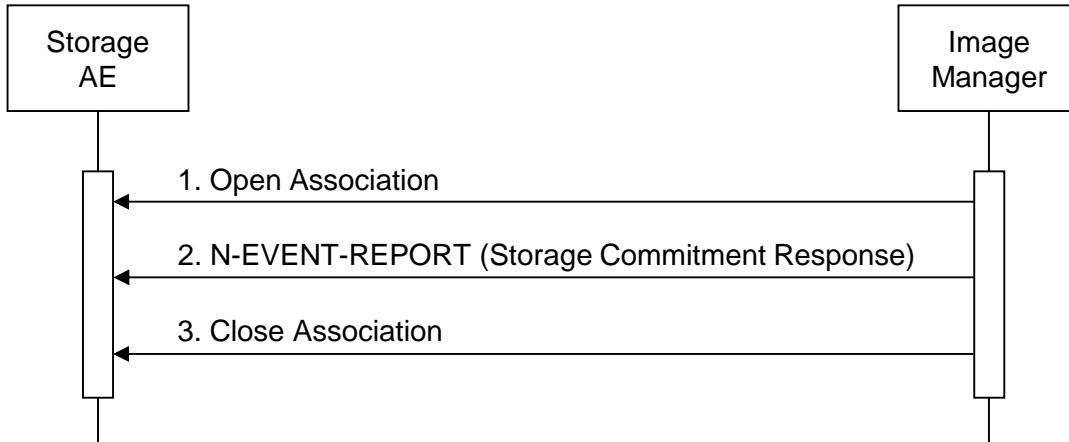 Storage
AE
Image
Manager
1. Open Association
2. N-EVENT-REPORT (Storage Commitment Response)
3. Close Association